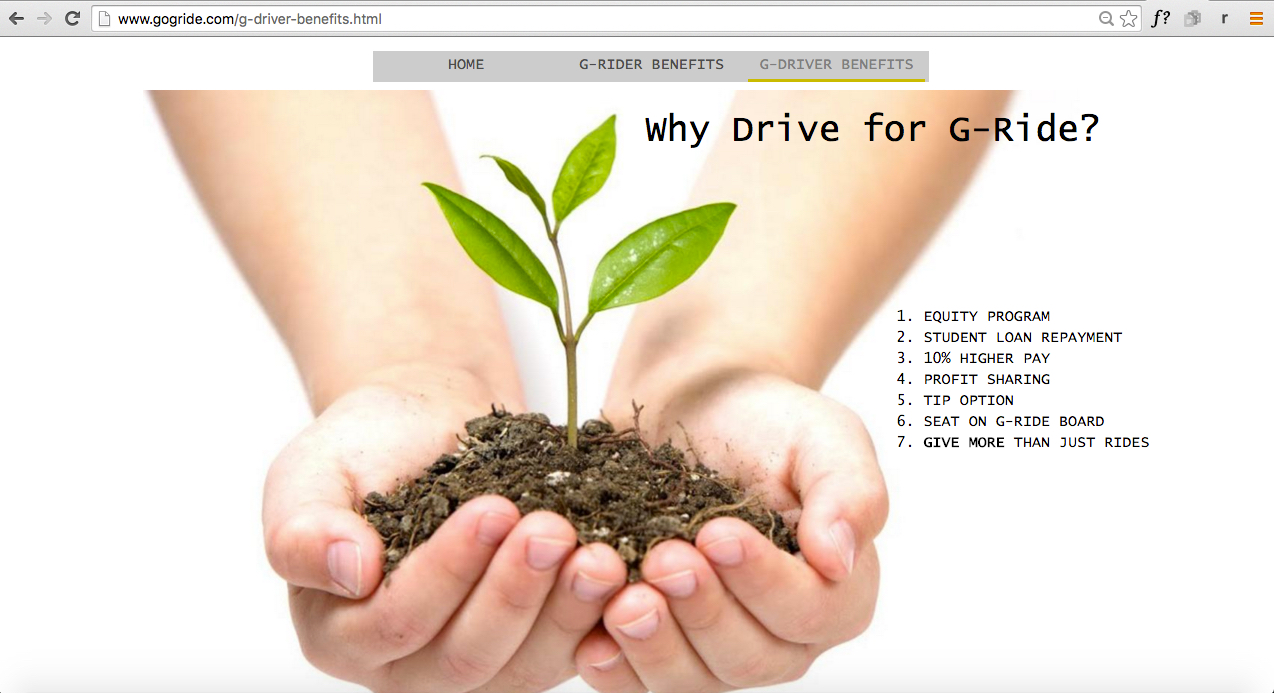 www.gogride.com/g-driver-benefits.html
f?
r
HOME G-RIDER BENEFITS G-DRIVER BENEFITS
Why Drive for G-Ride?
1. EQUITY PROGRAM
2. STUDENT LOAN REPAYMENT
3. 10% HIGHER PAY
4. PROFIT SHARING
5. TIP OPTION
6. SEAT ON G-RIDE BOARD
7. GIVE MORE THAN JUST RIDES